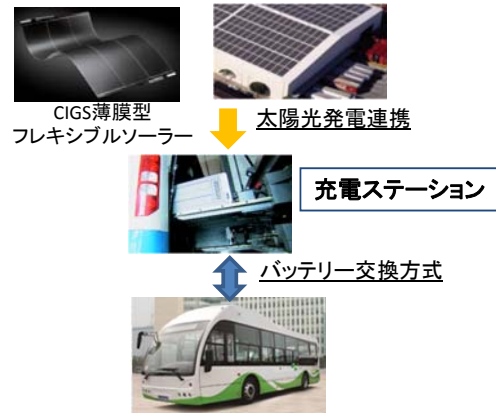 CIGS薄膜型
フレキシブルソーラー
太陽光発電連携
充電ステーション
バッテリー交換方式